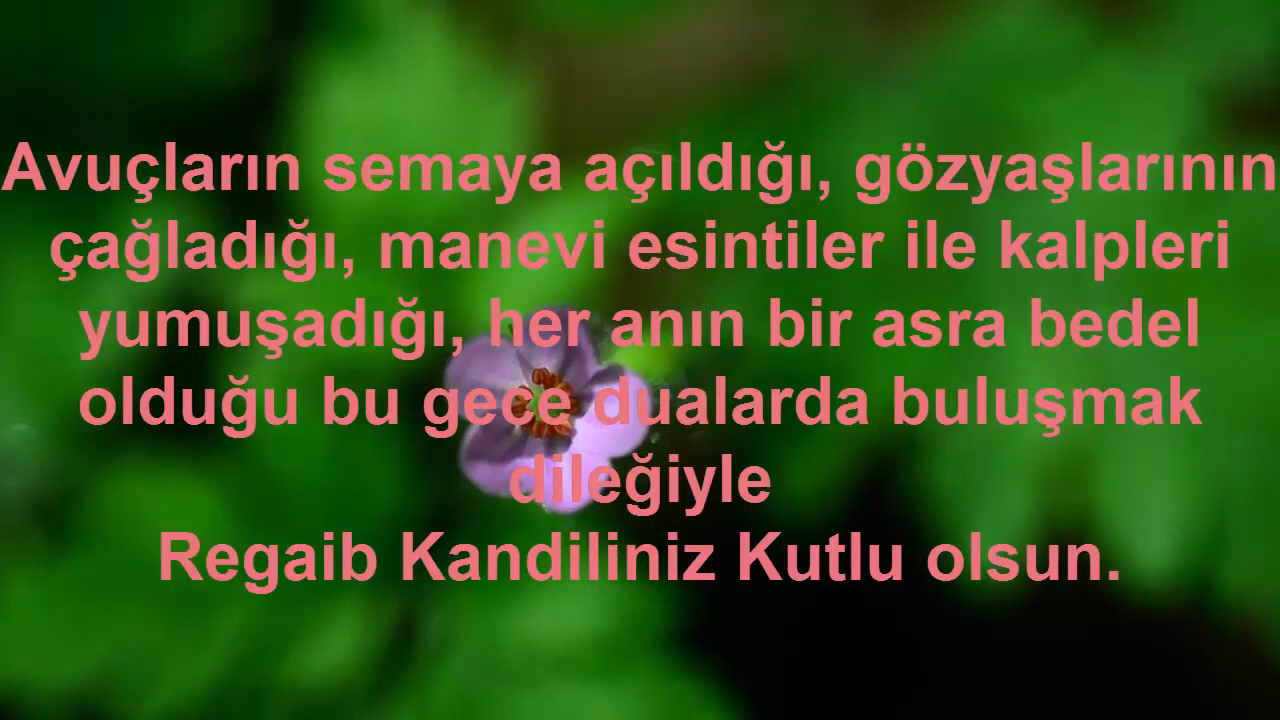 Avuçların semaya açıldığı, gözyaşlarının
çağladığı, manevi esintiler ile kalpleri
yumuşadığı, her anın bir asra bedel
olduğu bu gece dualarda buluşmak
dileğiyle
Regaib Kandiliniz Kutlu olsun.